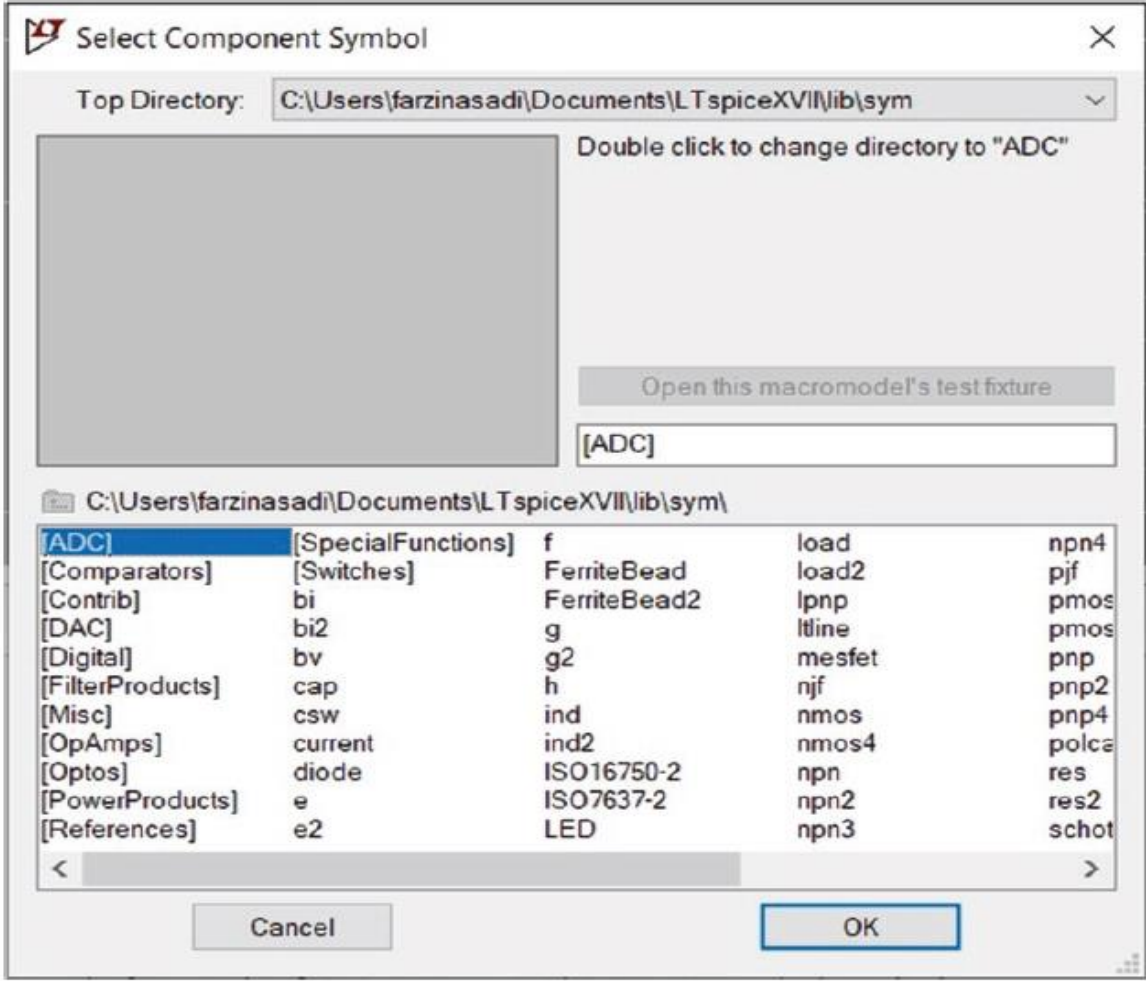 Select Component Symbol
Top Directory: C:\Users\farzinasadi\Documents\LTspiceXVII\lib\sym
Double click to change directory to "ADC"
Open this macromodel's test fixture
[ADC]
C:\Users\farzinasadi\Documents\LTspiceXVII\lib\sym\
[ADC] [SpecialFunctions] f load npn4
[Comparators] [Switches] FerriteBead load2 pjf
[Contrib] bi FerriteBead2 lpnp pmos
[DAC] bi2 g ltline pmos
[Digital] bv g2 mesfet pnp
[FilterProducts] cap h njf pnp2
[Misc] csw ind nmos pnp4
[OpAmps] current ind2 nmos4 polca
[Optos] diode ISO16750-2 npn res
[PowerProducts] e ISO7637-2 npn2 res2
[References] e2 LED npn3 schot
Cancel OK